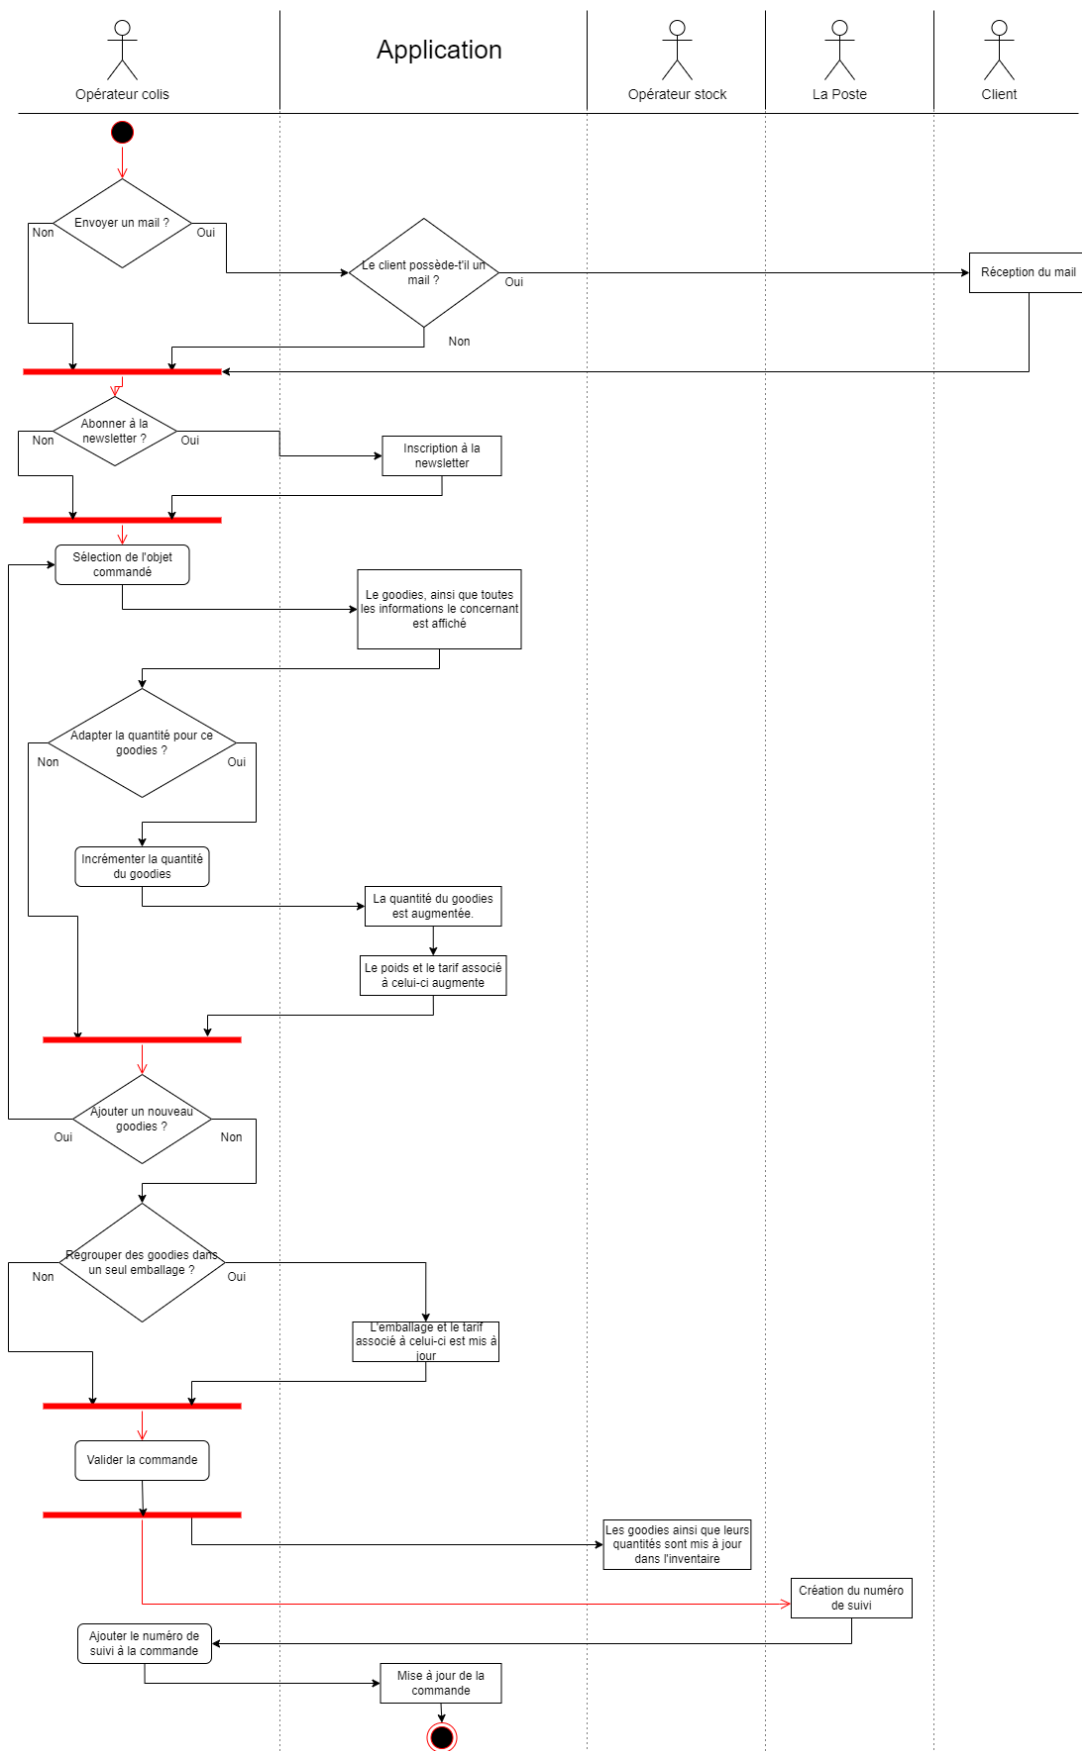 Application
Opérateur colis
Opérateur stock
La Poste
Client
Envoyer un mail ?
Non
Oui
Le client possède-t'il un
mail ?
Oui
Non
Réception du mail
Abonner à la
newsletter ?
Non
Oui
Inscription à la
newsletter
Sélection de l'objet
commandé
Le goodies, ainsi que toutes
les informations le concernant
est affiché
Adapter la quantité pour ce
goodies ?
Non
Oui
Incrémenter la quantité
du goodies
La quantité du goodies
est augmentée.
Le poids et le tarif associé
à celui-ci augmente
Ajouter un nouveau
goodies ?
Oui
Non
Regrouper des goodies dans
un seul emballage ?
Non
Oui
L'emballage et le tarif
associé à celui-ci est mis à
jour
Valider la commande
Les goodies ainsi que leurs
quantités sont mis à jour
dans l'inventaire
Création du numéro
de suivi
Ajouter le numéro de
suivi à la commande
Mise à jour de la
commande